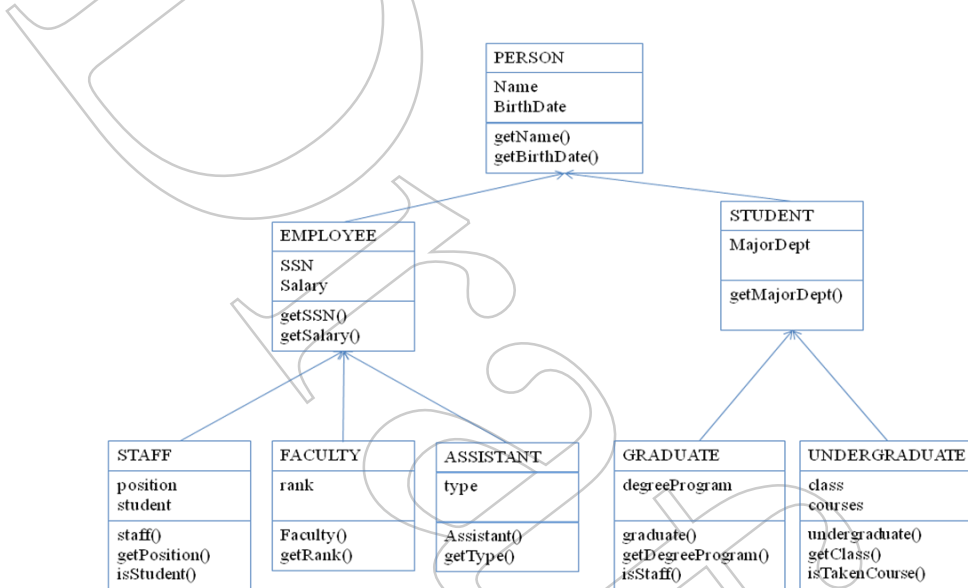 PERSON
Name
BirthDate
getName()
getBirthDate()
EMPLOYEE
SSN
Salary
getSSN()
getSalary()
STUDENT
MajorDept
getMajorDept()
STAFF
position
student
staff()
getPosition()
isStudent()
FACULTY
rank
Faculty()
getRank()
ASSISTANT
type
Assistant()
getType()
GRADUATE
degreeProgram
graduate()
getDegreeProgram()
isStaff()
UNDERGRADUATE
class
courses
undergraduate()
getClass()
isTakenCourse()